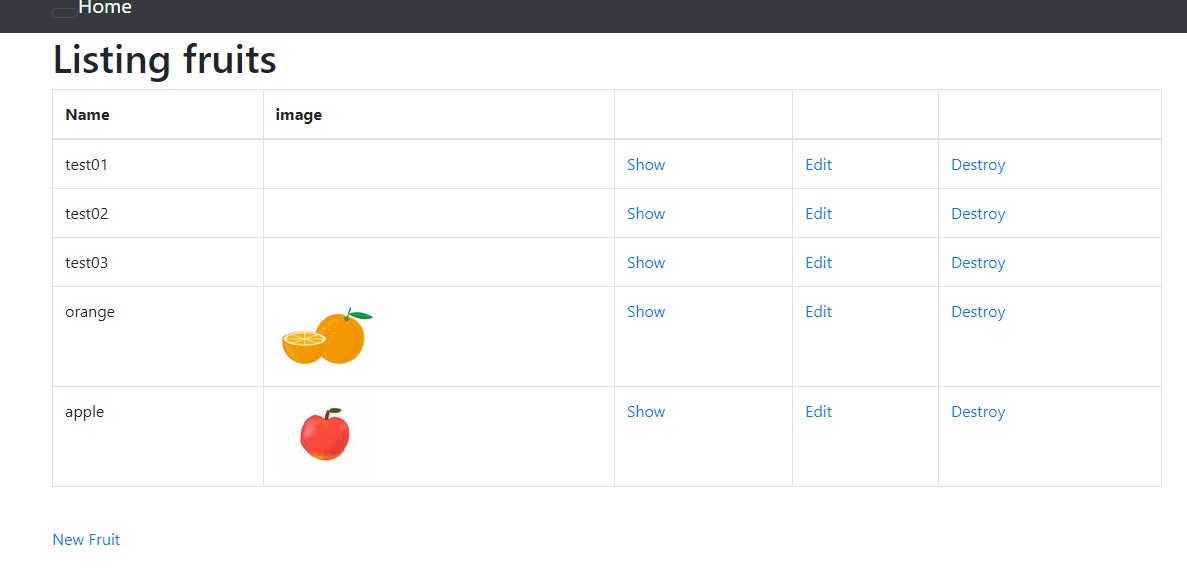 Home
Listing fruits
Name image
test01 Show Edit Destroy
test02 Show Edit Destroy
test03 Show Edit Destroy
orange Show Edit Destroy
apple Show Edit Destroy
New Fruit